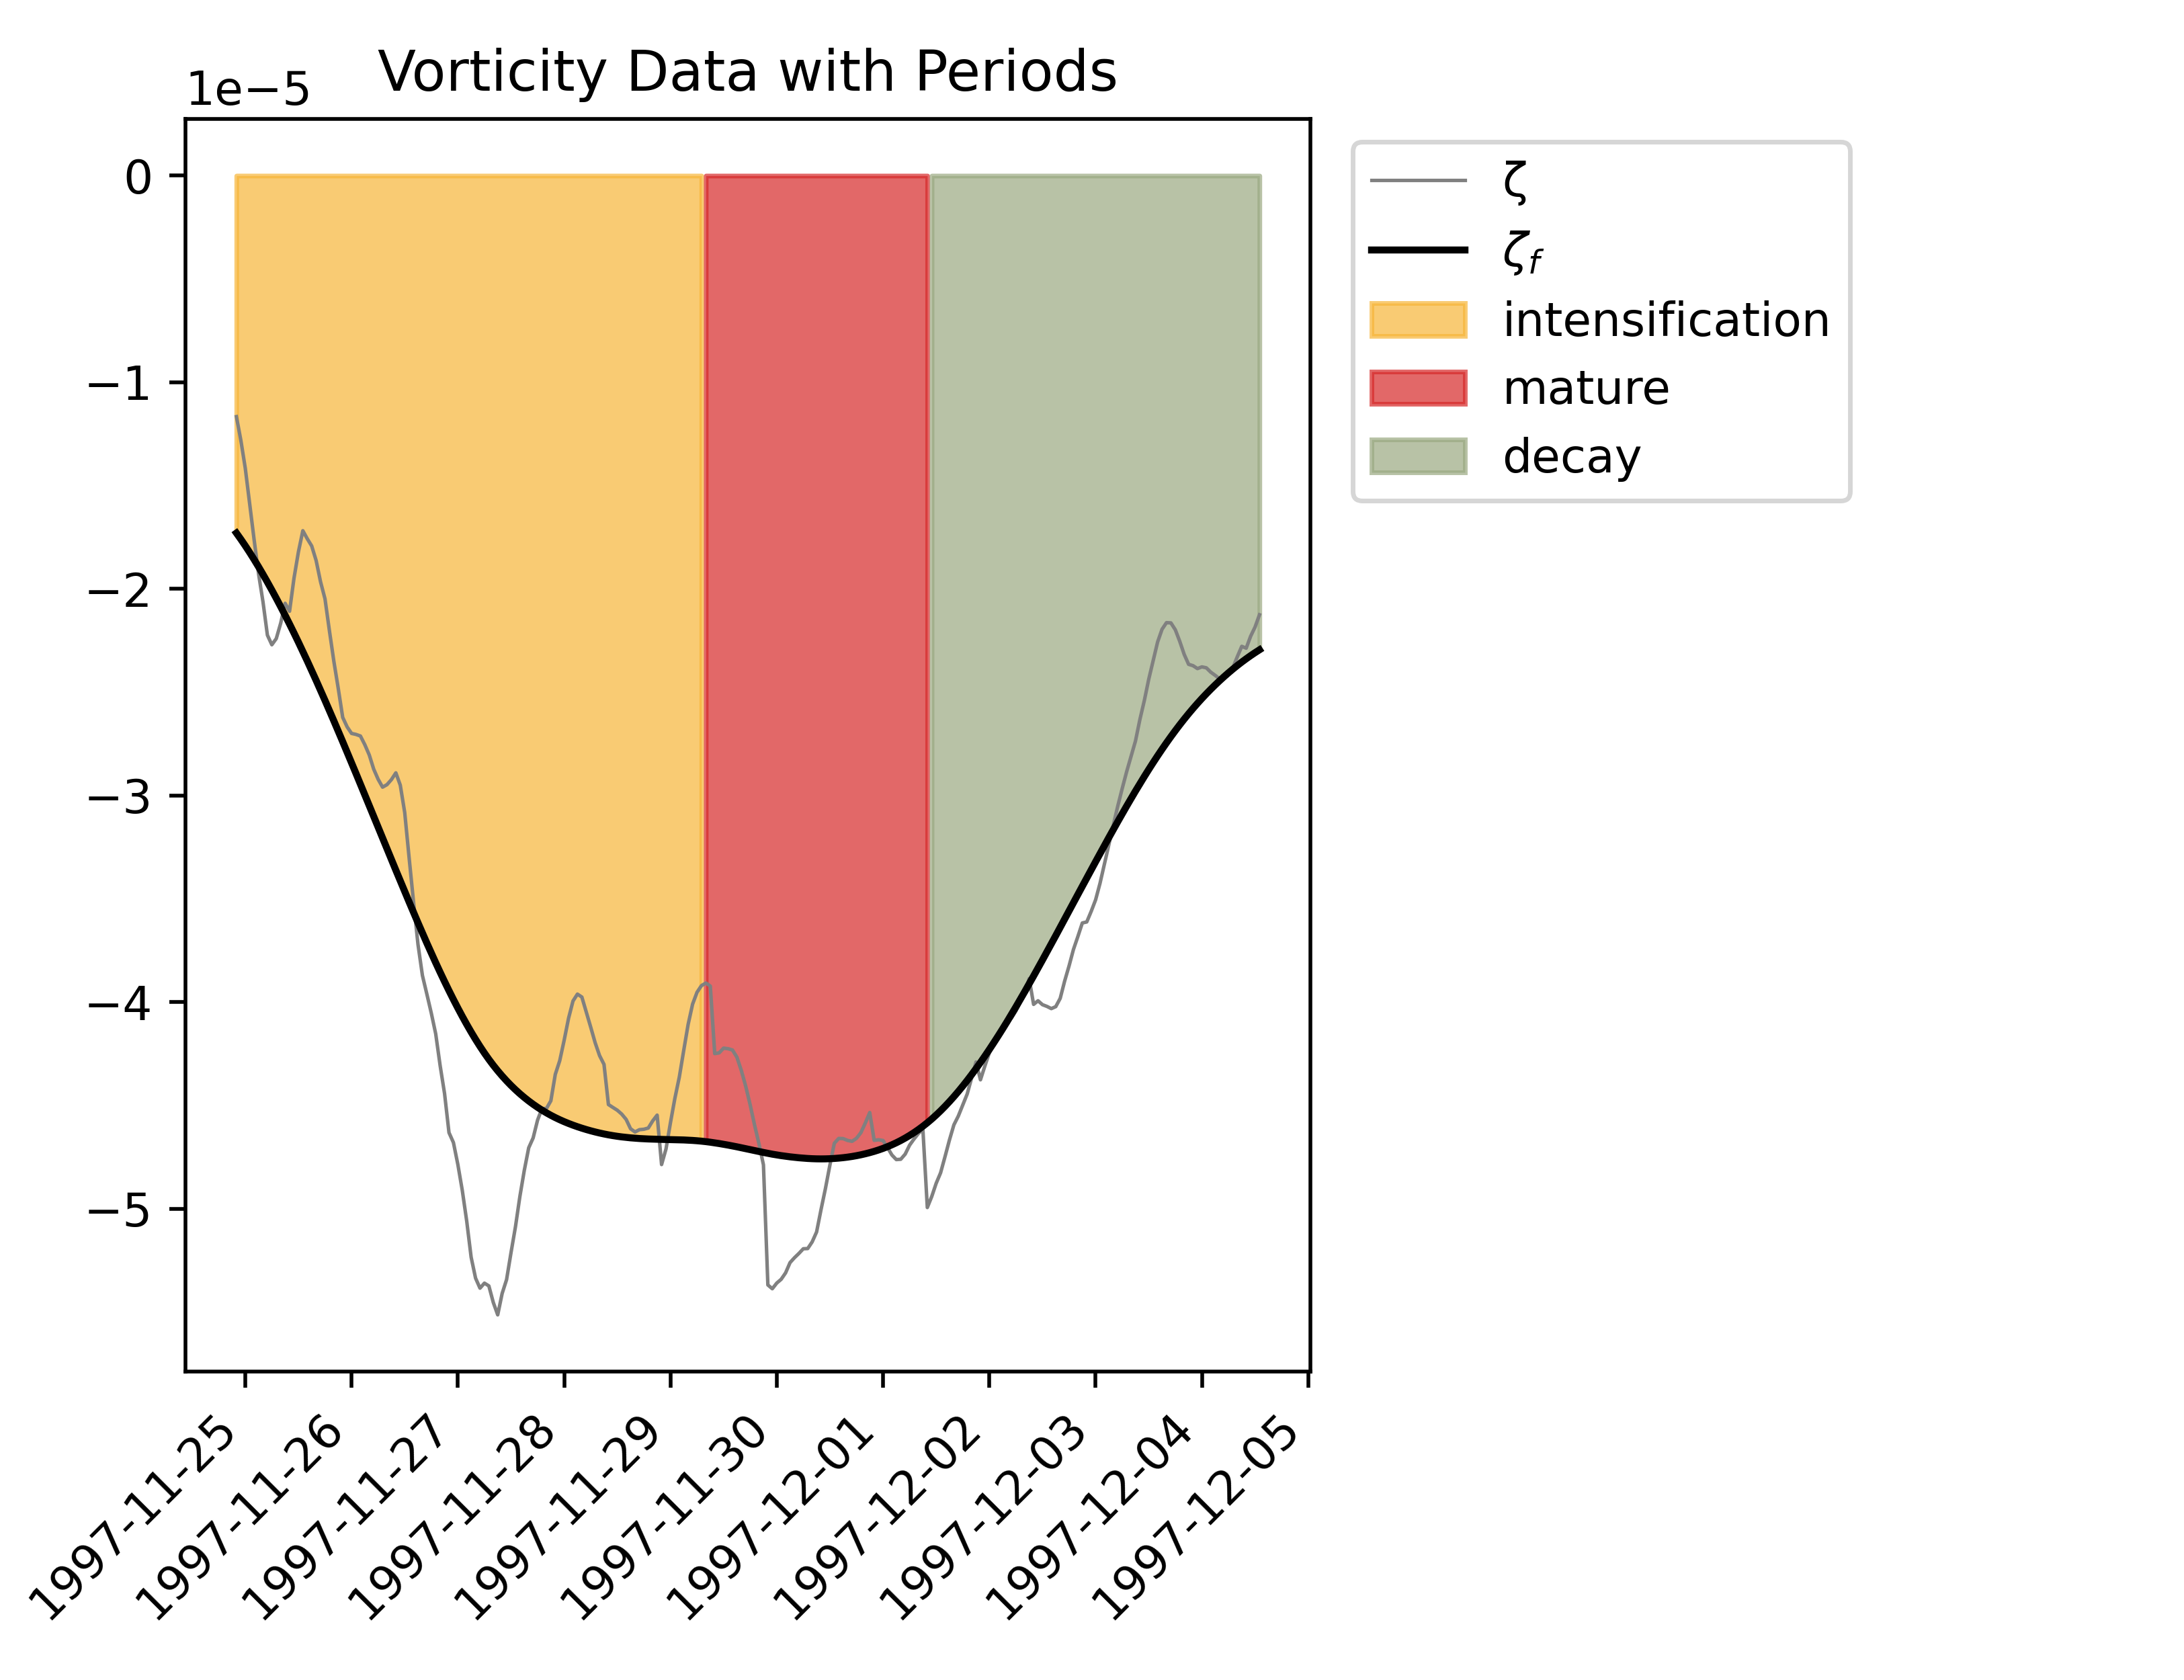 Vorticity Data with Periods
1e−5
0
−1
−2
−3
−4
−5
1997-11-25
1997-11-26
1997-11-27
1997-11-28
1997-11-29
1997-11-30
1997-12-01
1997-12-02
1997-12-03
1997-12-04
1997-12-05
ζ
ζf
intensification
mature
decay